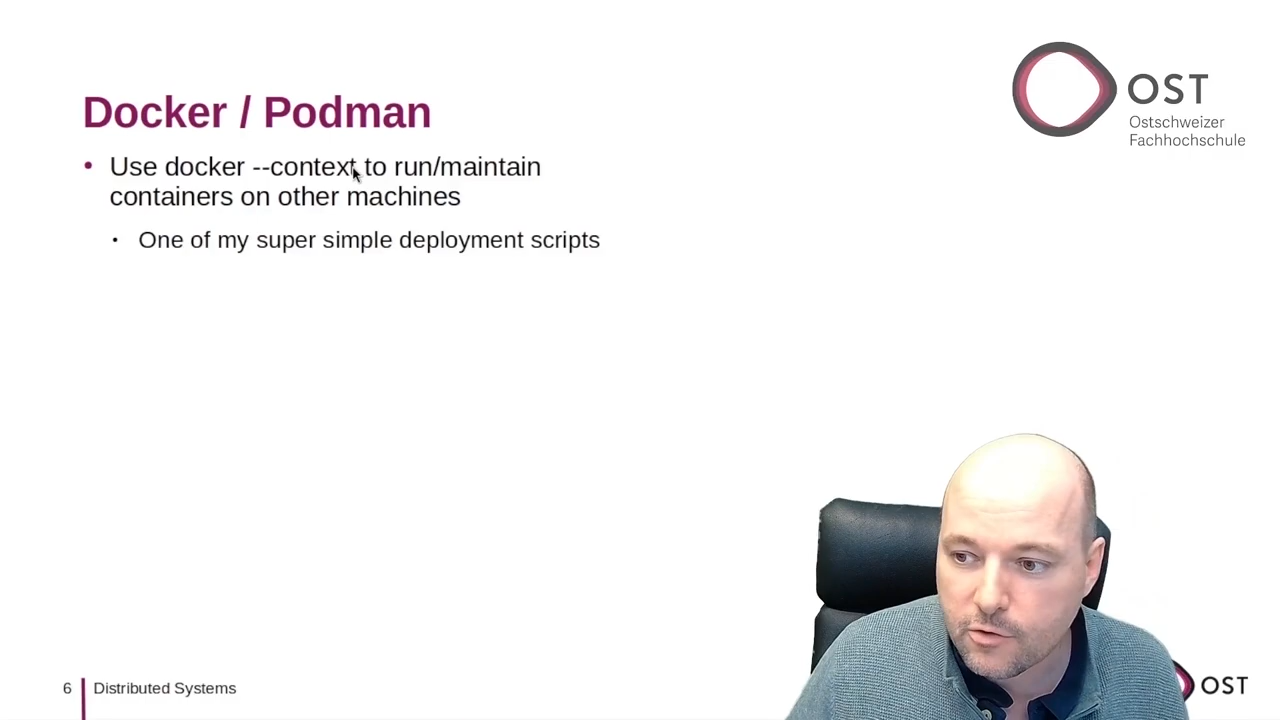 OST
Ostschweizer
Fachhochschule
Docker / Podman
• Use docker --context to run/maintain
containers on other machines
• One of my super simple deployment scripts
6 Distributed Systems
OST